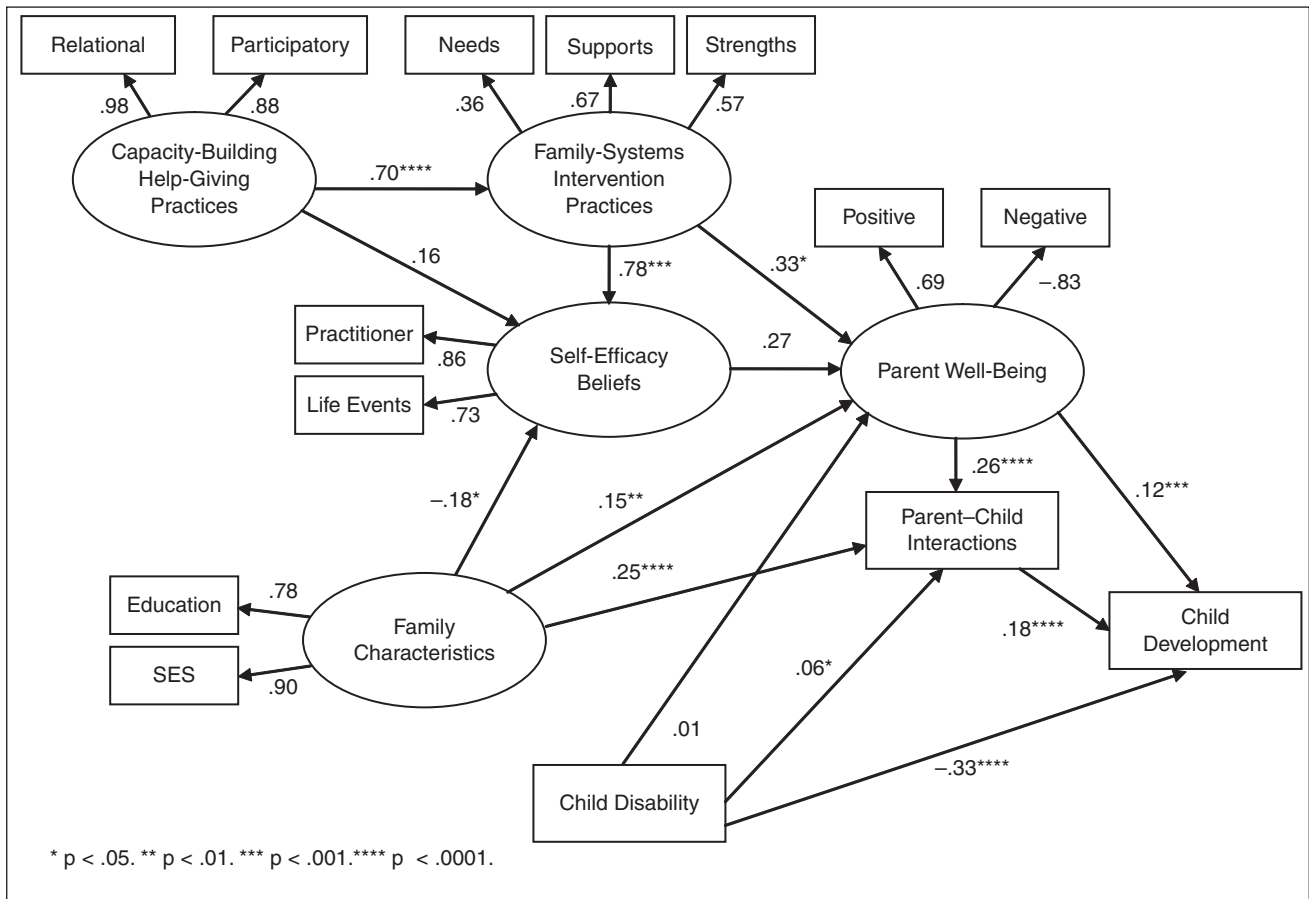 Relational
Participatory
Needs
Supports
Strengths
.98
.88
.36
.67
.57
Capacity-Building
Help-Giving
Practices
.70****
Family-Systems
Intervention
Practices
Positive
Negative
.16
.78***
.33*
.69
–.83
Practitioner
.86
Life Events
.73
Self-Efficacy
Beliefs
.27
Parent Well-Being
–.18*
.15**
.26****
.12***
Parent–Child
Interactions
.25****
Education
.78
SES
.90
Family
Characteristics
.18****
Child
Development
.06*
.01
–.33****
Child Disability
* p < .05. ** p < .01. *** p < .001.**** p < .0001.